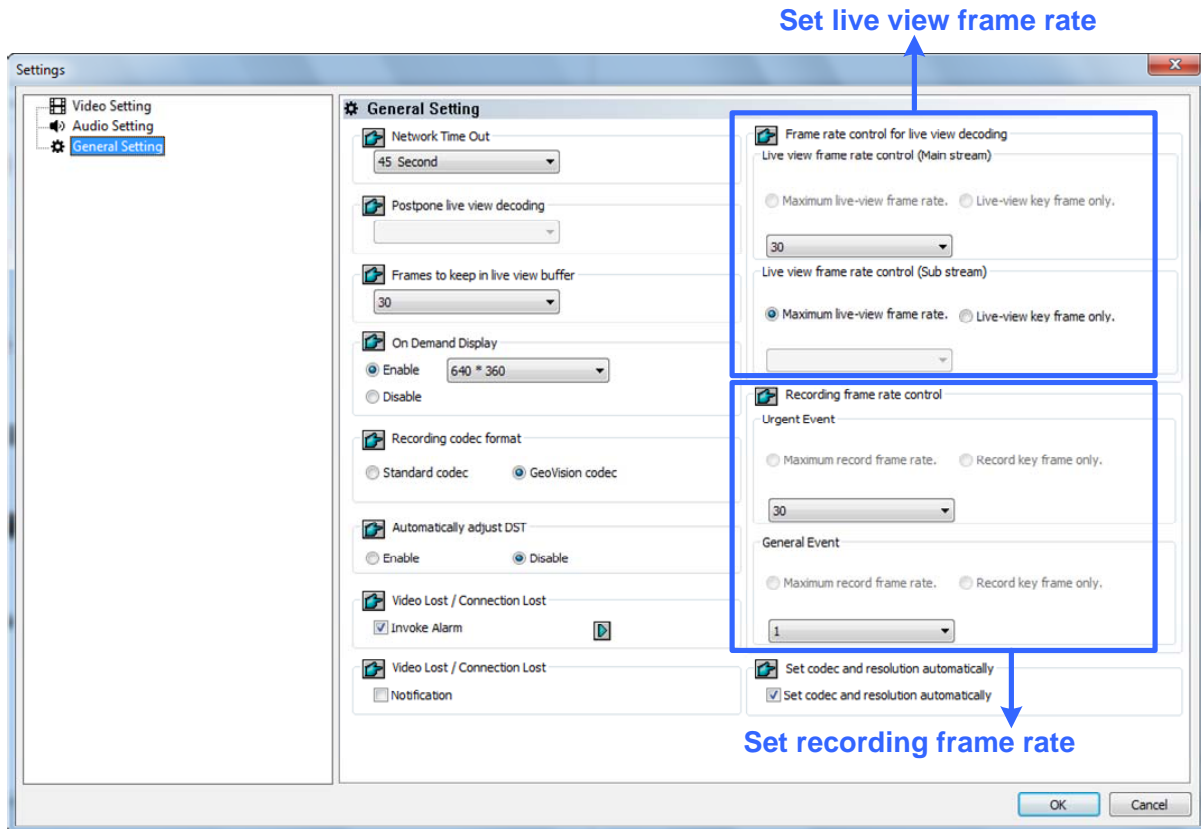 Set live view frame rate
Settings
x
Video Setting
Audio Setting
General Setting
General Setting
Network Time Out
45 Second
Postpone live view decoding
Frames to keep in live view buffer
30
On Demand Display
Enable
640 * 360
Disable
Recording codec format
Standard codec
GeoVision codec
Automatically adjust DST
Enable
Disable
Video Lost / Connection Lost
Invoke Alarm
Video Lost / Connection Lost
Notification
Frame rate control for live view decoding
Live view frame rate control (Main stream)
Maximum live-view frame rate.
Live-view key frame only.
30
Live view frame rate control (Sub stream)
Maximum live-view frame rate.
Live-view key frame only.
Recording frame rate control
Urgent Event
Maximum record frame rate.
Record key frame only.
30
General Event
Maximum record frame rate.
Record key frame only.
1
Set codec and resolution automatically
Set codec and resolution automatically
Set recording frame rate
OK
Cancel